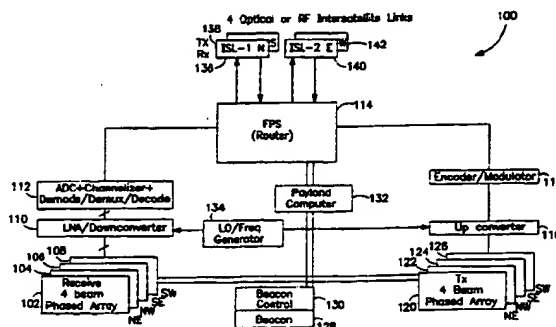 4 Optical or RF Intersatellite Links
100
138
Tx
Rx
ISL-1 N
S
ISL-2 E
W
142
136
140
114
FPS
(Router)
112
ADC+Channelizer+
Demods/Demux/Decode
Encoder/Modulator
Payload
Computer
132
110
LNA/Downconverter
134
LO/Freq
Generator
Up converter
108
106
104
102
Receive
4 beam
Phased Array
NE
NW
SE
SW
126
124
122
120
Tx
4 Beam
Phased Array
NE
NW
SE
SW
Beacon
Control
130
Beacon
128